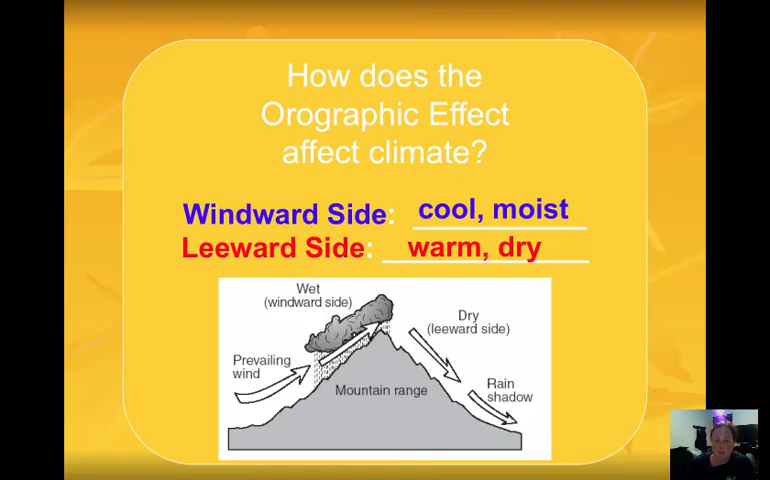 How does the
Orographic Effect
affect climate?
Windward Side: cool, moist
Leeward Side: warm, dry
Wet
(windward side)
Dry
(leeward side)
Prevailing
wind
Mountain range
Rain
shadow